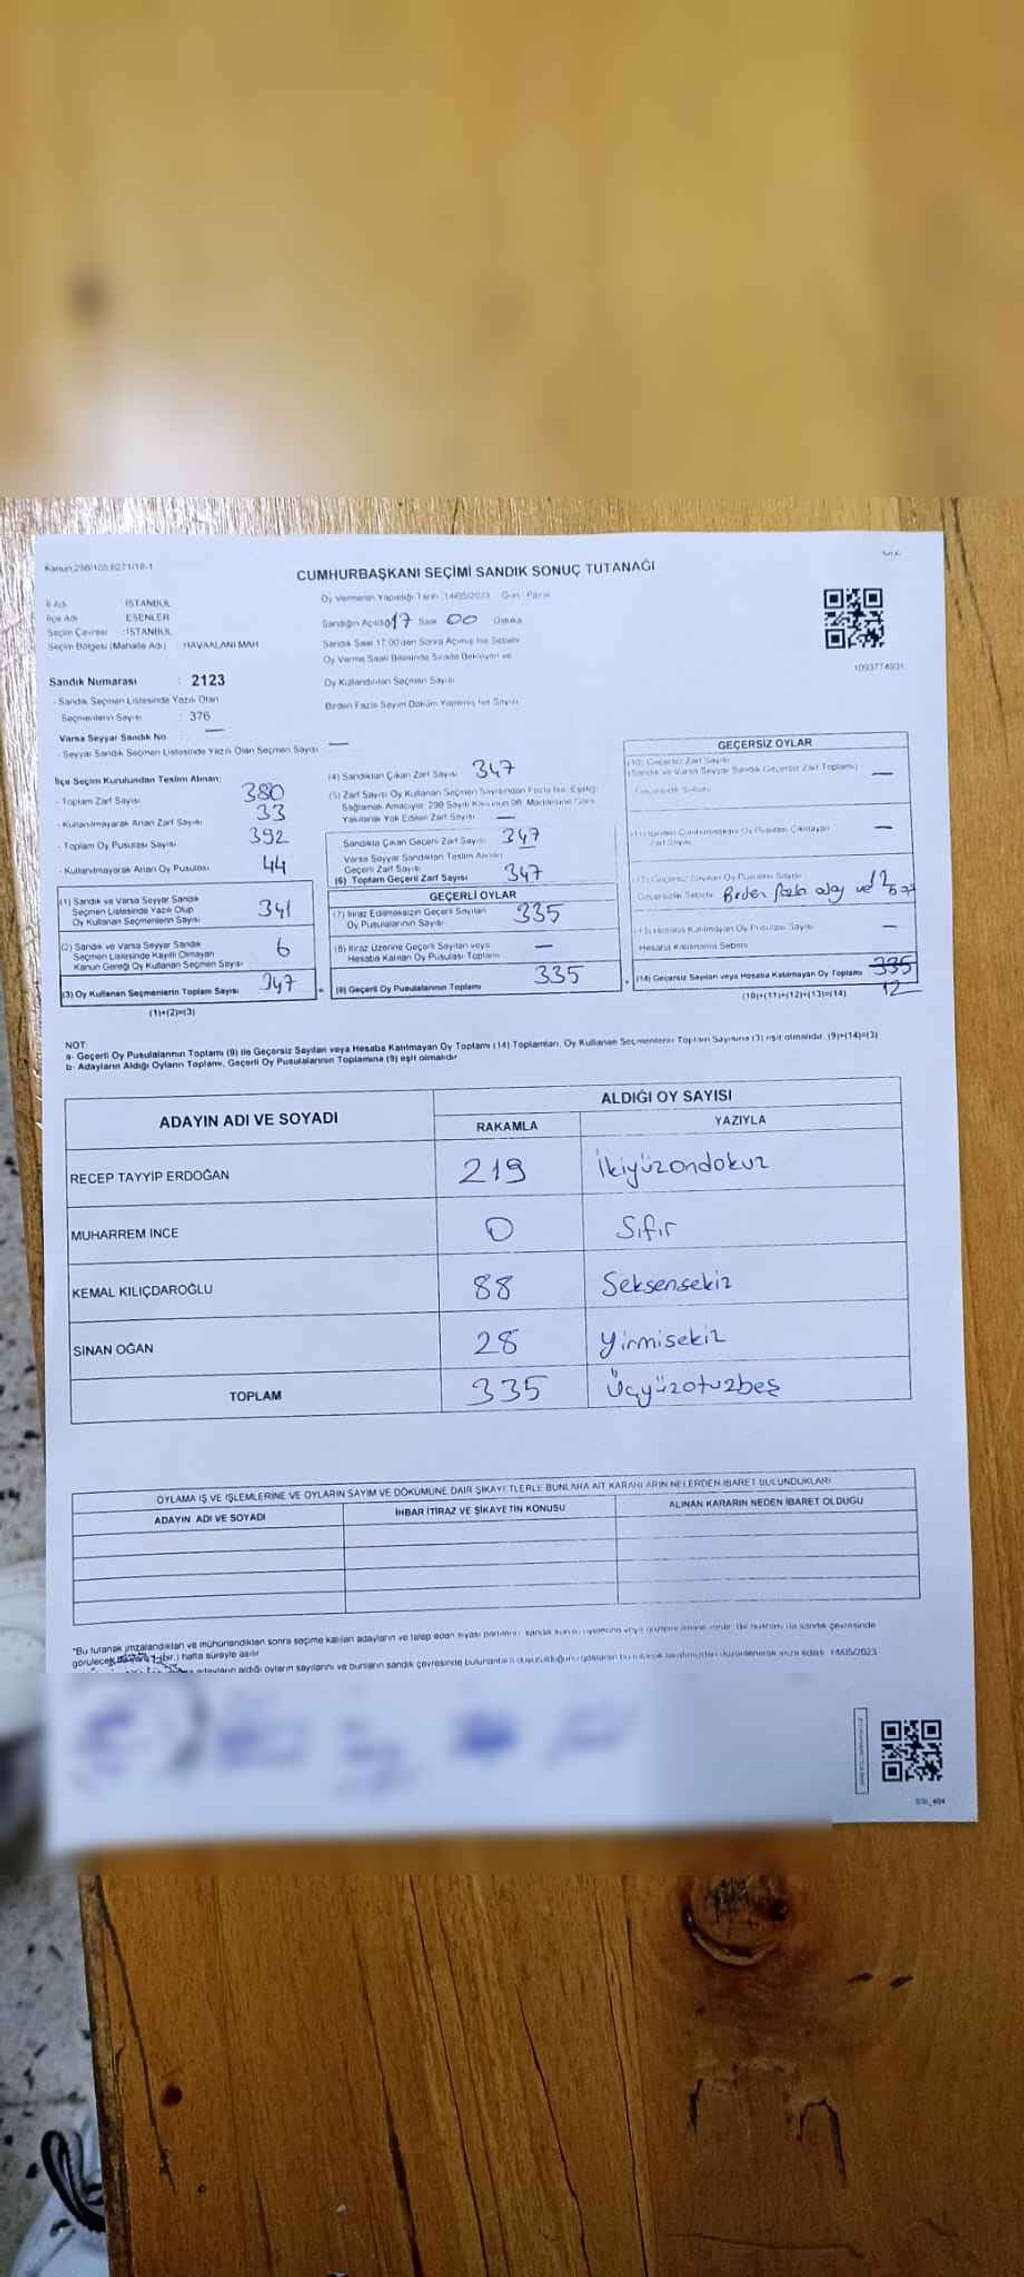 Kanun:298/105,6271/19-1
CUMHURBAŞKANI SEÇİMİ SANDIK SONUÇ TUTANAĞI
İl Adı İSTANBUL
İlçe Adı ESENLER
Seçim Çevresi : İSTANBUL
Seçim Bölgesi (Mahalle Adı) HAVAALANI MAH
Sandık Numarası : 2123
- Sandık Seçmen Listesinde Yazılı Olan
Seçmenlerin Sayısı : 376
Varsa Seyyar Sandık No —
- Seyyar Sandık Seçmen Listesinde Yazılı Olan Seçmen Sayısı —
Oy Vermenin Yapıldığı Tarih 14/05/2023 Gün Pazar
Sandığın Açıldığı 17 Saat 00 Dakika
Sandık Saat 17:00'den Sonra Açılmış İse Sebebi
Oy Verme Saati Bitiminde Sırada Bekleyen ve
Oy Kullandırılan Seçmen Sayısı
Birden Fazla Sayım Döküm Yapılmış İse Sayısı
1093774931
İlçe Seçim Kurulundan Teslim Alınan;
- Toplam Zarf Sayısı 380
- Kullanılmayarak Artan Zarf Sayısı 33
- Toplam Oy Pusulası Sayısı 392
- Kullanılmayarak Artan Oy Pusulası 44
(1) Sandık ve Varsa Seyyar Sandık
Seçmen Listesinde Yazılı Olup
Oy Kullanan Seçmenlerin Sayısı 341
(2) Sandık ve Varsa Seyyar Sandık
Seçmen Listesinde Kayıtlı Olmayan
Kanun Gereği Oy Kullanan Seçmen Sayısı 6
(3) Oy Kullanan Seçmenlerin Toplam Sayısı 347
(1)+(2)=(3)
(4) Sandıktan Çıkan Zarf Sayısı 347
(5) Zarf Sayısı Oy Kullanan Seçmen Sayısından Fazla İse, Eşitliği
Sağlamak Amacıyla 298 Sayılı Kanunun 98. Maddesine Göre
Yakılarak Yok Edilen Zarf Sayısı —
Sandıkta Çıkan Geçerli Zarf Sayısı 347
Varsa Seyyar Sandıktan Teslim Alınan
Geçerli Zarf Sayısı
(6) Toplam Geçerli Zarf Sayısı 347
GEÇERLİ OYLAR
(7) İtiraz Edilmeksizin Geçerli Sayılan
Oy Pusulalarının Sayısı 335
(8) İtiraz Üzerine Geçerli Sayılan veya
Hesaba Katılan Oy Pusulası Toplamı —
(9) Geçerli Oy Pusulalarının Toplamı 335
GEÇERSİZ OYLAR
(10) Geçersiz Zarf Sayısı
(Sandık ve Varsa Seyyar Sandık Geçersiz Zarf Toplamı) —
Geçersizlik Sebebi
(11) İçinden Cumhurbaşkanı Oy Pusulası Çıkmayan
Zarf Sayısı —
(12) Geçersiz Sayılan Oy Pusulası Sayısı 12
Geçersizlik Sebebi Birden fazla oy ve
(13) Hesaba Katılmayan Oy Pusulası Sayısı —
Hesaba Katılmama Sebebi
(14) Geçersiz Sayılan veya Hesaba Katılmayan Oy Toplamı 335
12
(10)+(11)+(12)+(13)=(14)
NOT:
a- Geçerli Oy Pusulalarının Toplamı (9) ile Geçersiz Sayılan veya Hesaba Katılmayan Oy Toplamı (14) Toplamları, Oy Kullanan Seçmenlerin Toplam Sayısına (3) eşit olmalıdır. (9)+(14)=(3)
b- Adayların Aldığı Oyların Toplamı, Geçerli Oy Pusulalarının Toplamına (9) eşit olmalıdır
ADAYIN ADI VE SOYADI ALDIĞI OY SAYISI
RAKAMLA YAZIYLA
RECEP TAYYİP ERDOĞAN 219 İkiyüzondokuz
MUHARREM İNCE 0 Sıfır
KEMAL KILIÇDAROĞLU 88 Seksensekiz
SİNAN OĞAN 28 Yirmisekiz
TOPLAM 335 Üçyüzotuzbeş
OYLAMA İŞ VE İŞLEMLERİNE VE OYLARIN SAYIM VE DÖKÜMÜNE DAİR ŞİKAYETLERLE BUNLARA AİT KARARLARIN NELERDEN İBARET BULUNDUKLARI
ADAYIN ADI VE SOYADI İHBAR İTİRAZ VE ŞİKAYETİN KONUSU ALINAN KARARIN NEDEN İBARET OLDUĞU
"Bu tutanak imzalandıktan ve mühürlendikten sonra seçime katılan adayların ve talep eden siyasi partilerin sandık çevresinde
görülecek hafta süreyle asılır
adayların aldığı oyların sayılarını ve bunların sandık çevresinde 14/05/2023